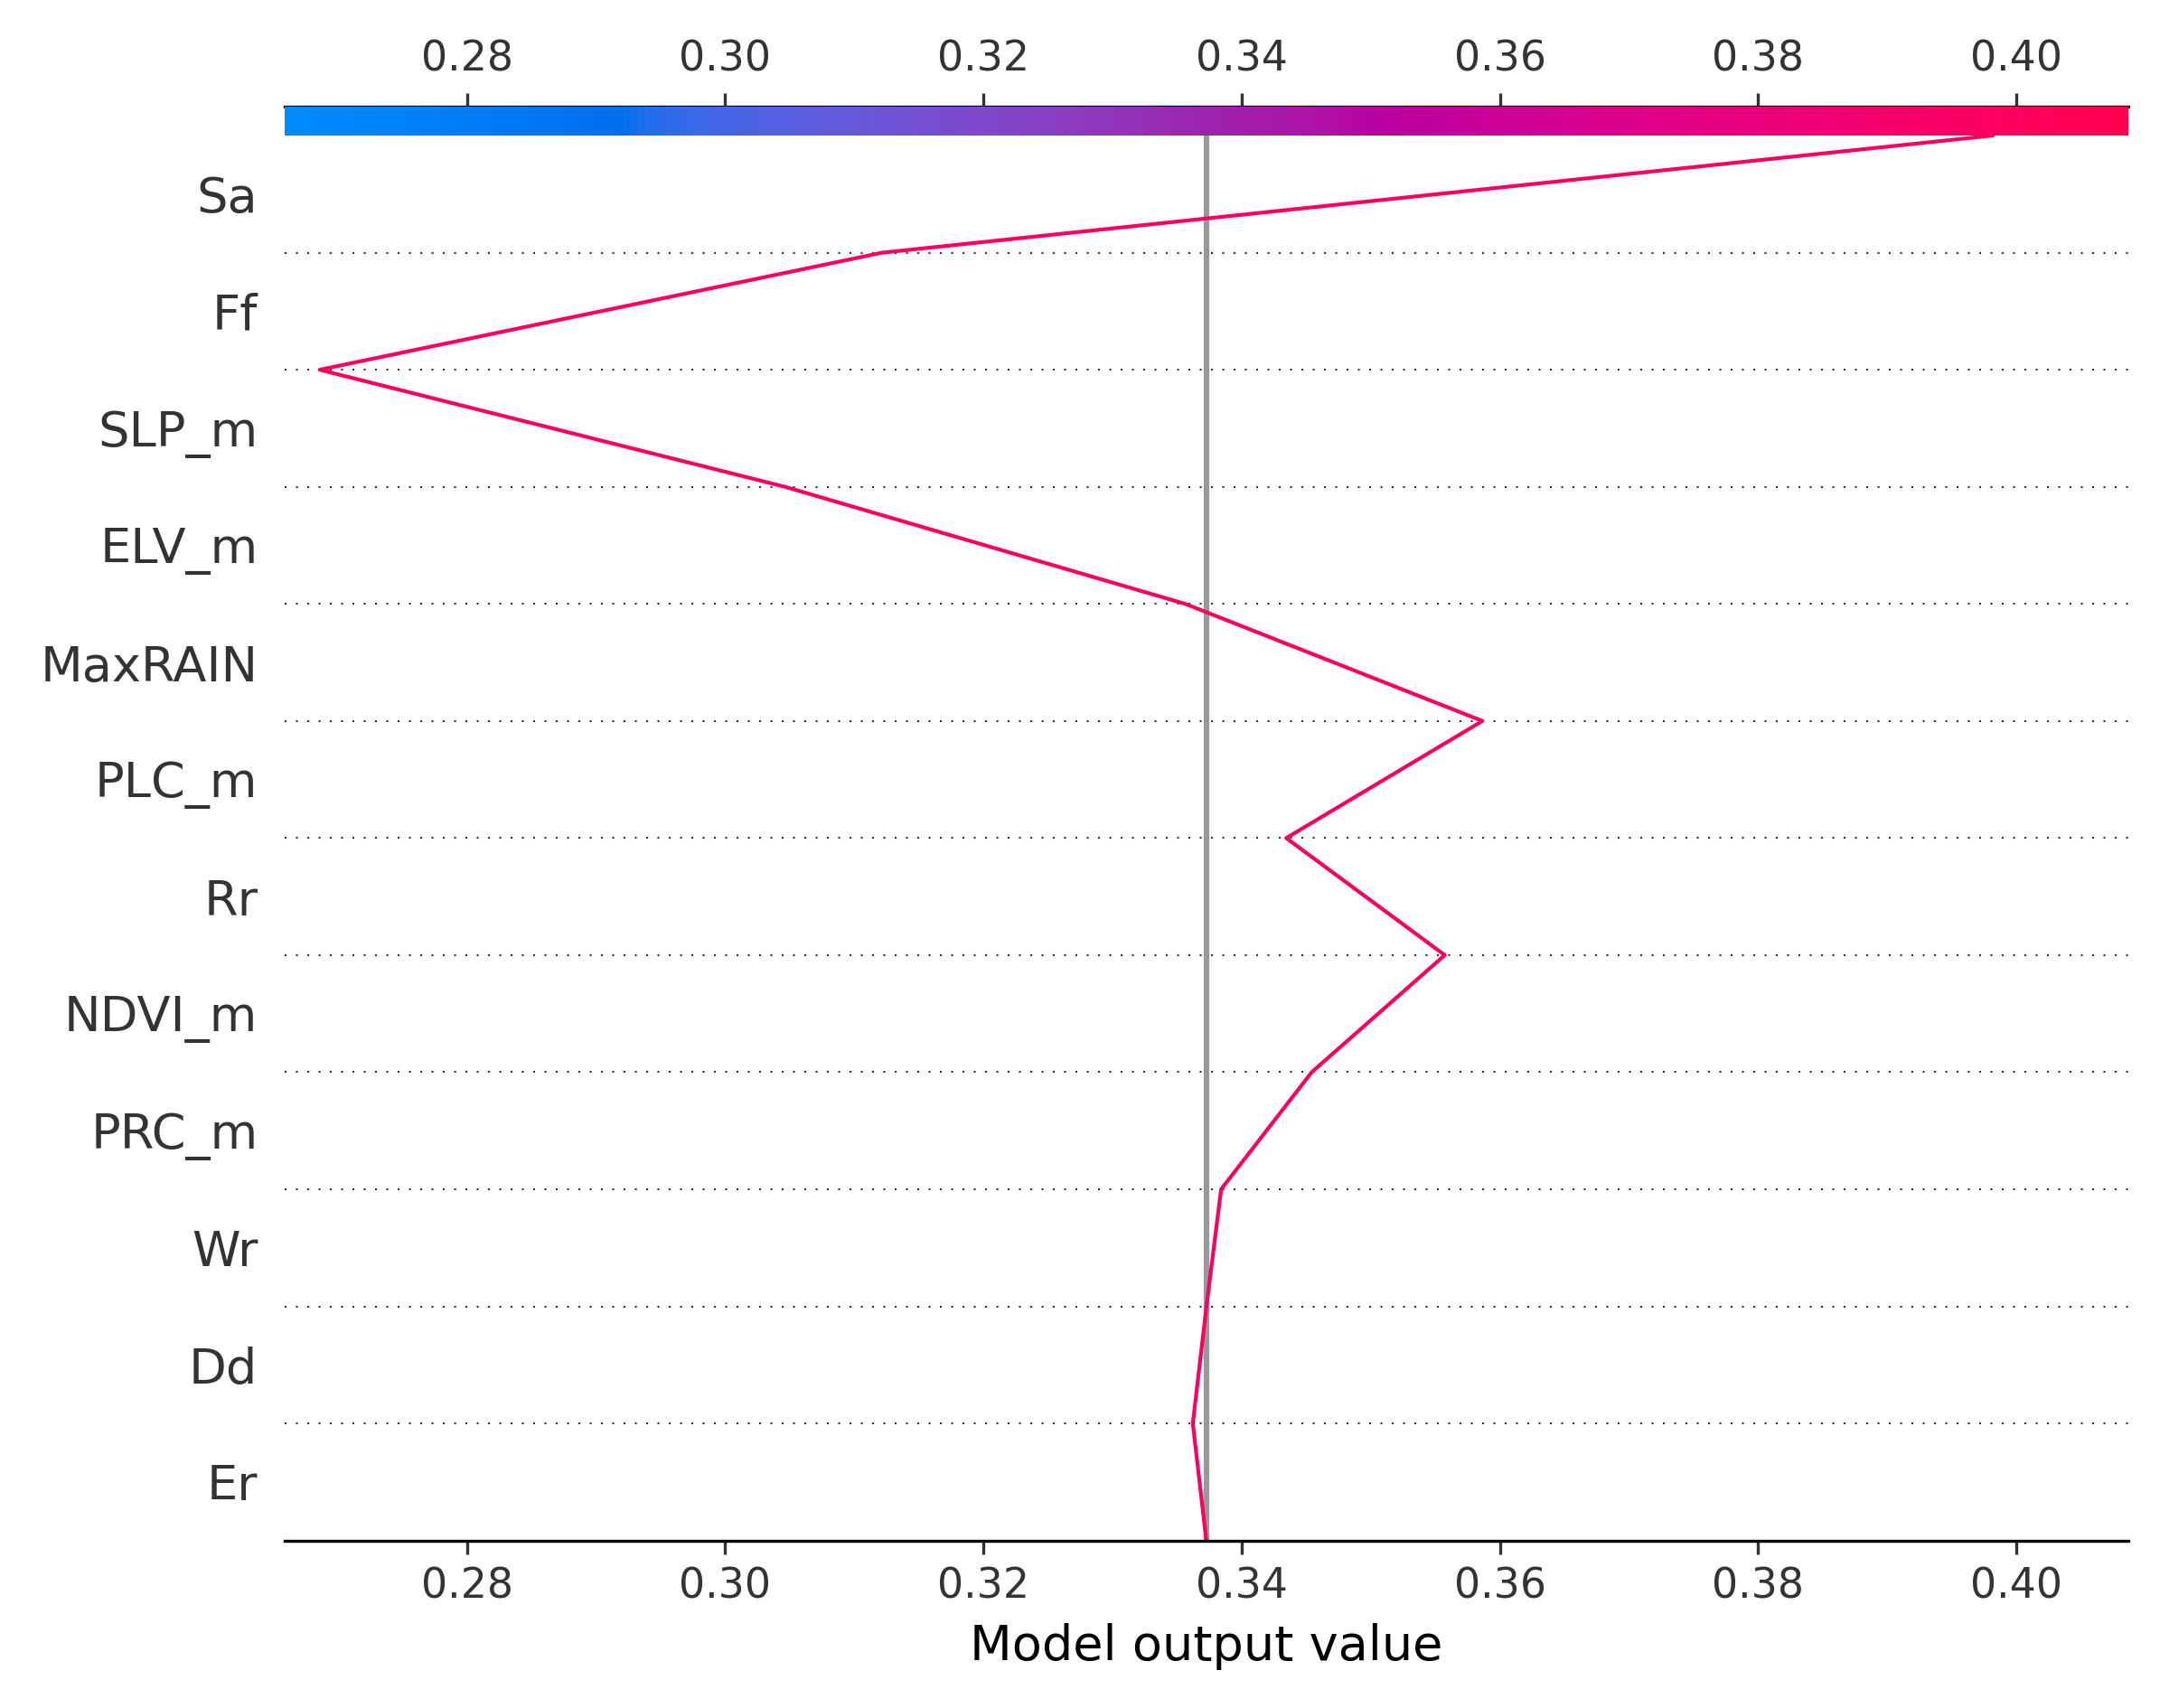 0.28 0.30 0.32 0.34 0.36 0.38 0.40
Sa
Ff
SLP_m
ELV_m
MaxRAIN
PLC_m
Rr
NDVI_m
PRC_m
Wr
Dd
Er
0.28 0.30 0.32 0.34 0.36 0.38 0.40
Model output value